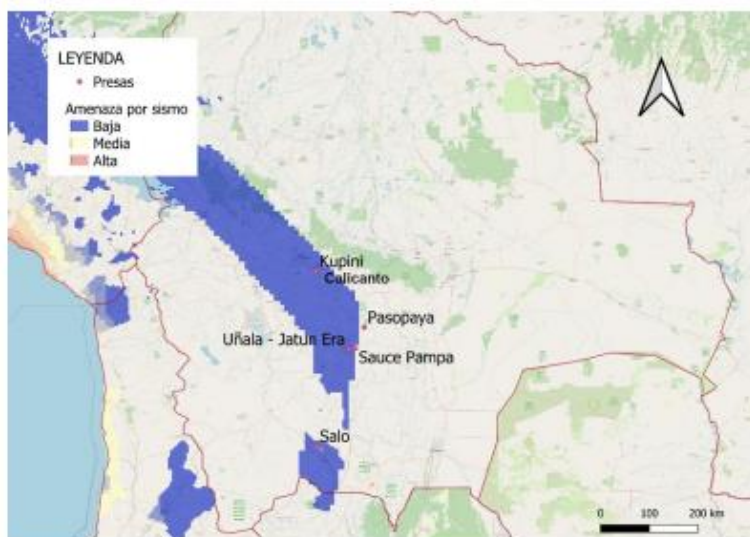 LEYENDA
Presas
Amenaza por sismo
Baja
Media
Alta
Kupini
Calicanto
Pasopaya
Uñala - Jatun Era
Sauce Pampa
Salo
0 100 200 km